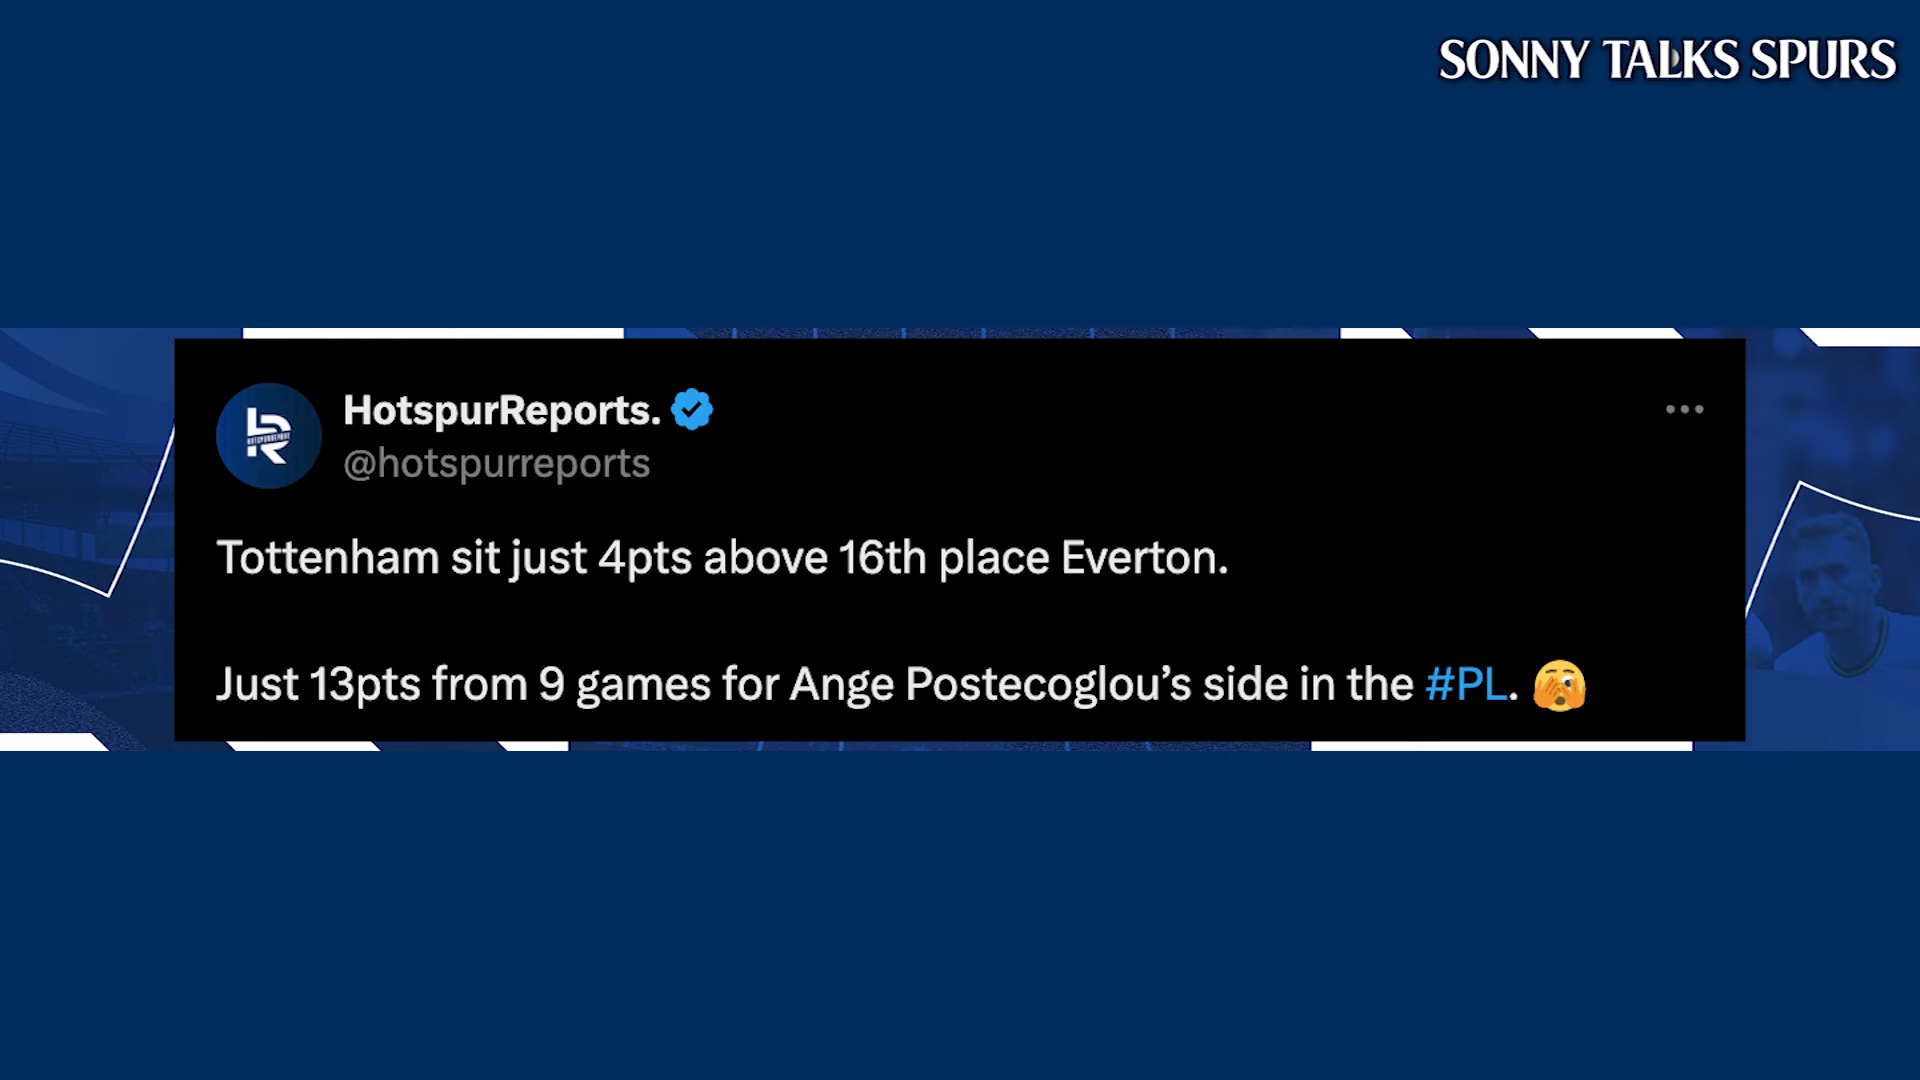 SONNY TALKS SPURS
HotspurReports.
@hotspurreports
Tottenham sit just 4pts above 16th place Everton.
Just 13pts from 9 games for Ange Postecoglou’s side in the #PL. 🫣